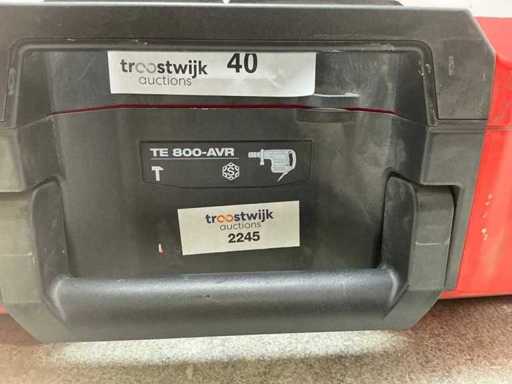 troostwijk 40
auctions
TE 800-AVR
S
troostwijk
auctions
2245